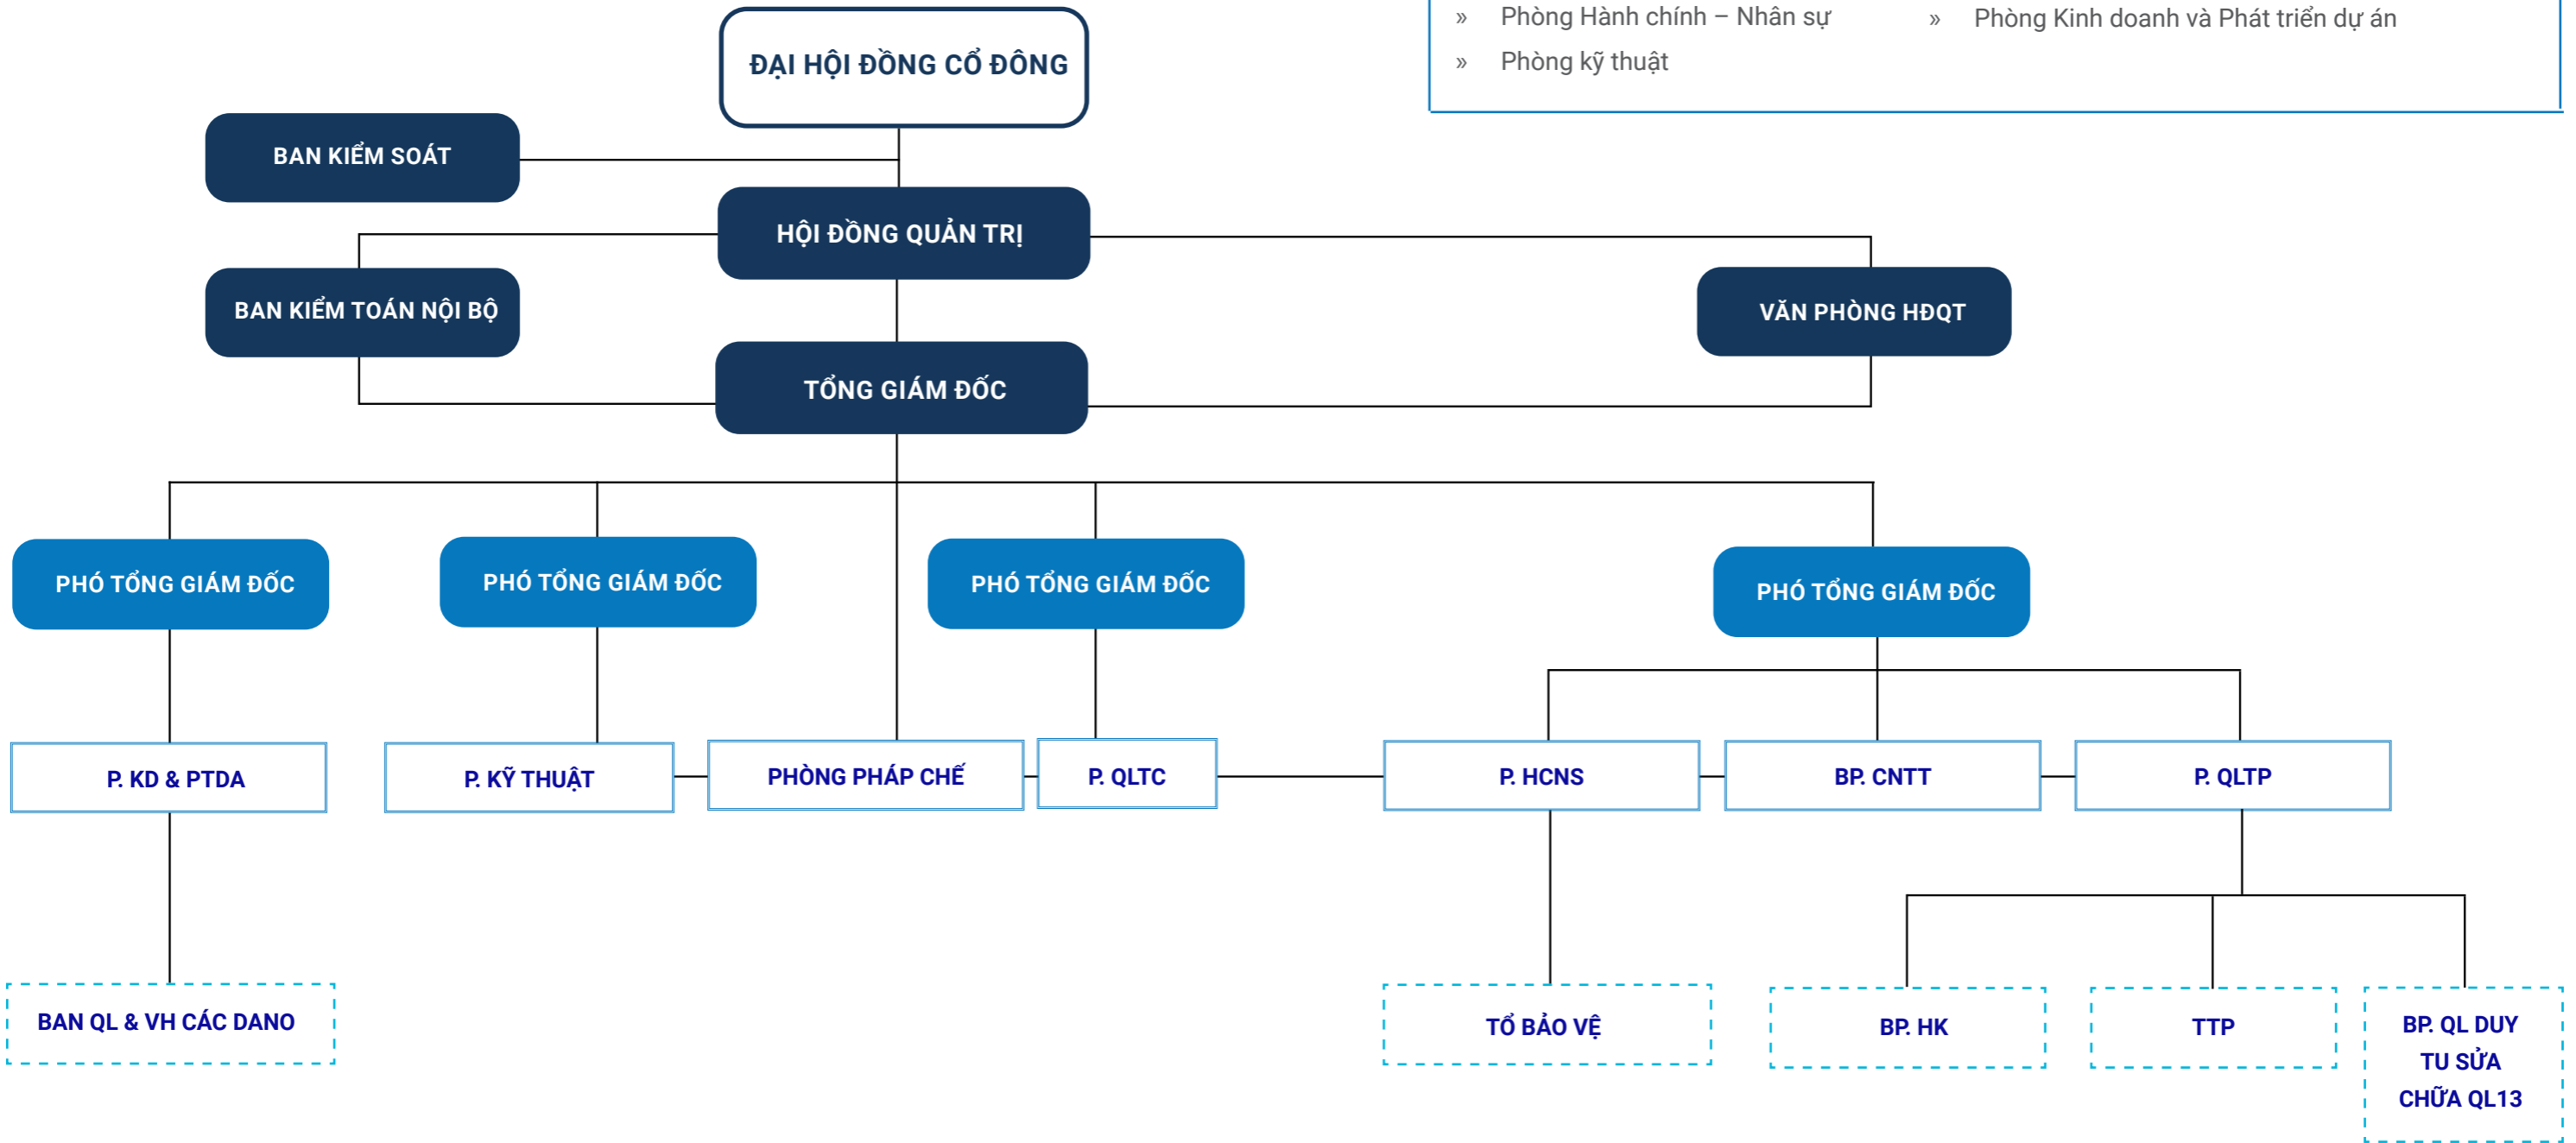 » Phòng Hành chính – Nhân sự
» Phòng Kinh doanh và Phát triển dự án
» Phòng kỹ thuật
ĐẠI HỘI ĐỒNG CỔ ĐÔNG
BAN KIỂM SOÁT
HỘI ĐỒNG QUẢN TRỊ
BAN KIỂM TOÁN NỘI BỘ
VĂN PHÒNG HĐQT
TỔNG GIÁM ĐỐC
PHÓ TỔNG GIÁM ĐỐC
PHÓ TỔNG GIÁM ĐỐC
PHÓ TỔNG GIÁM ĐỐC
PHÓ TỔNG GIÁM ĐỐC
P. KD & PTDA
P. KỸ THUẬT
PHÒNG PHÁP CHẾ
P. QLTC
P. HCNS
BP. CNTT
P. QLTP
BAN QL & VH CÁC DANO
TỔ BẢO VỆ
BP. HK
TTP
BP. QL DUY
TU SỬA
CHỮA QL13